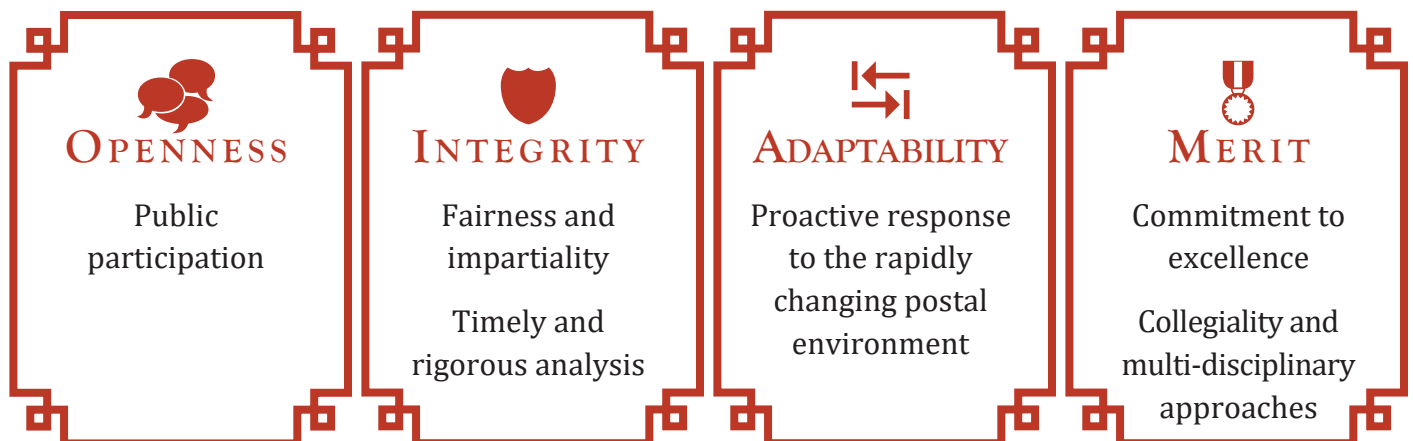 OPENNESS
Public
participation
INTEGRITY
Fairness and
impartiality
Timely and
rigorous analysis
ADAPTABILITY
Proactive response
to the rapidly
changing postal
environment
MERIT
Commitment to
excellence
Collegiality and
multi-disciplinary
approaches